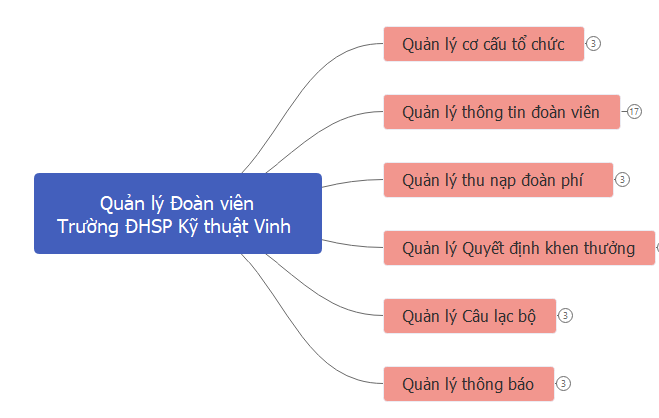 Quản lý cơ cấu tổ chức 3
Quản lý thông tin đoàn viên 17
Quản lý thu nạp đoàn phí 3
Quản lý Đoàn viên
Trường ĐHSP Kỹ thuật Vinh
Quản lý Quyết định khen thưởng
Quản lý Câu lạc bộ 3
Quản lý thông báo 3